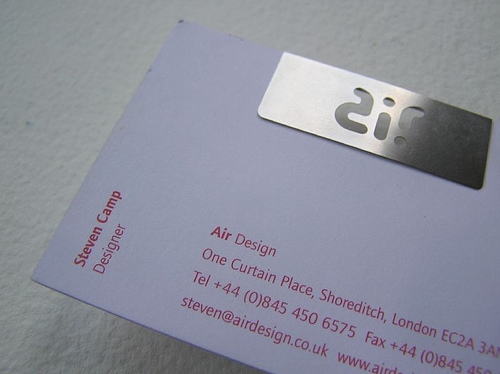 air
Steven Camp
Designer
Air Design
One Curtain Place, Shoreditch, London EC2A
Tel +44 (0)845 450 6575 Fax +44 (0)845
steven@airdesign.co.uk